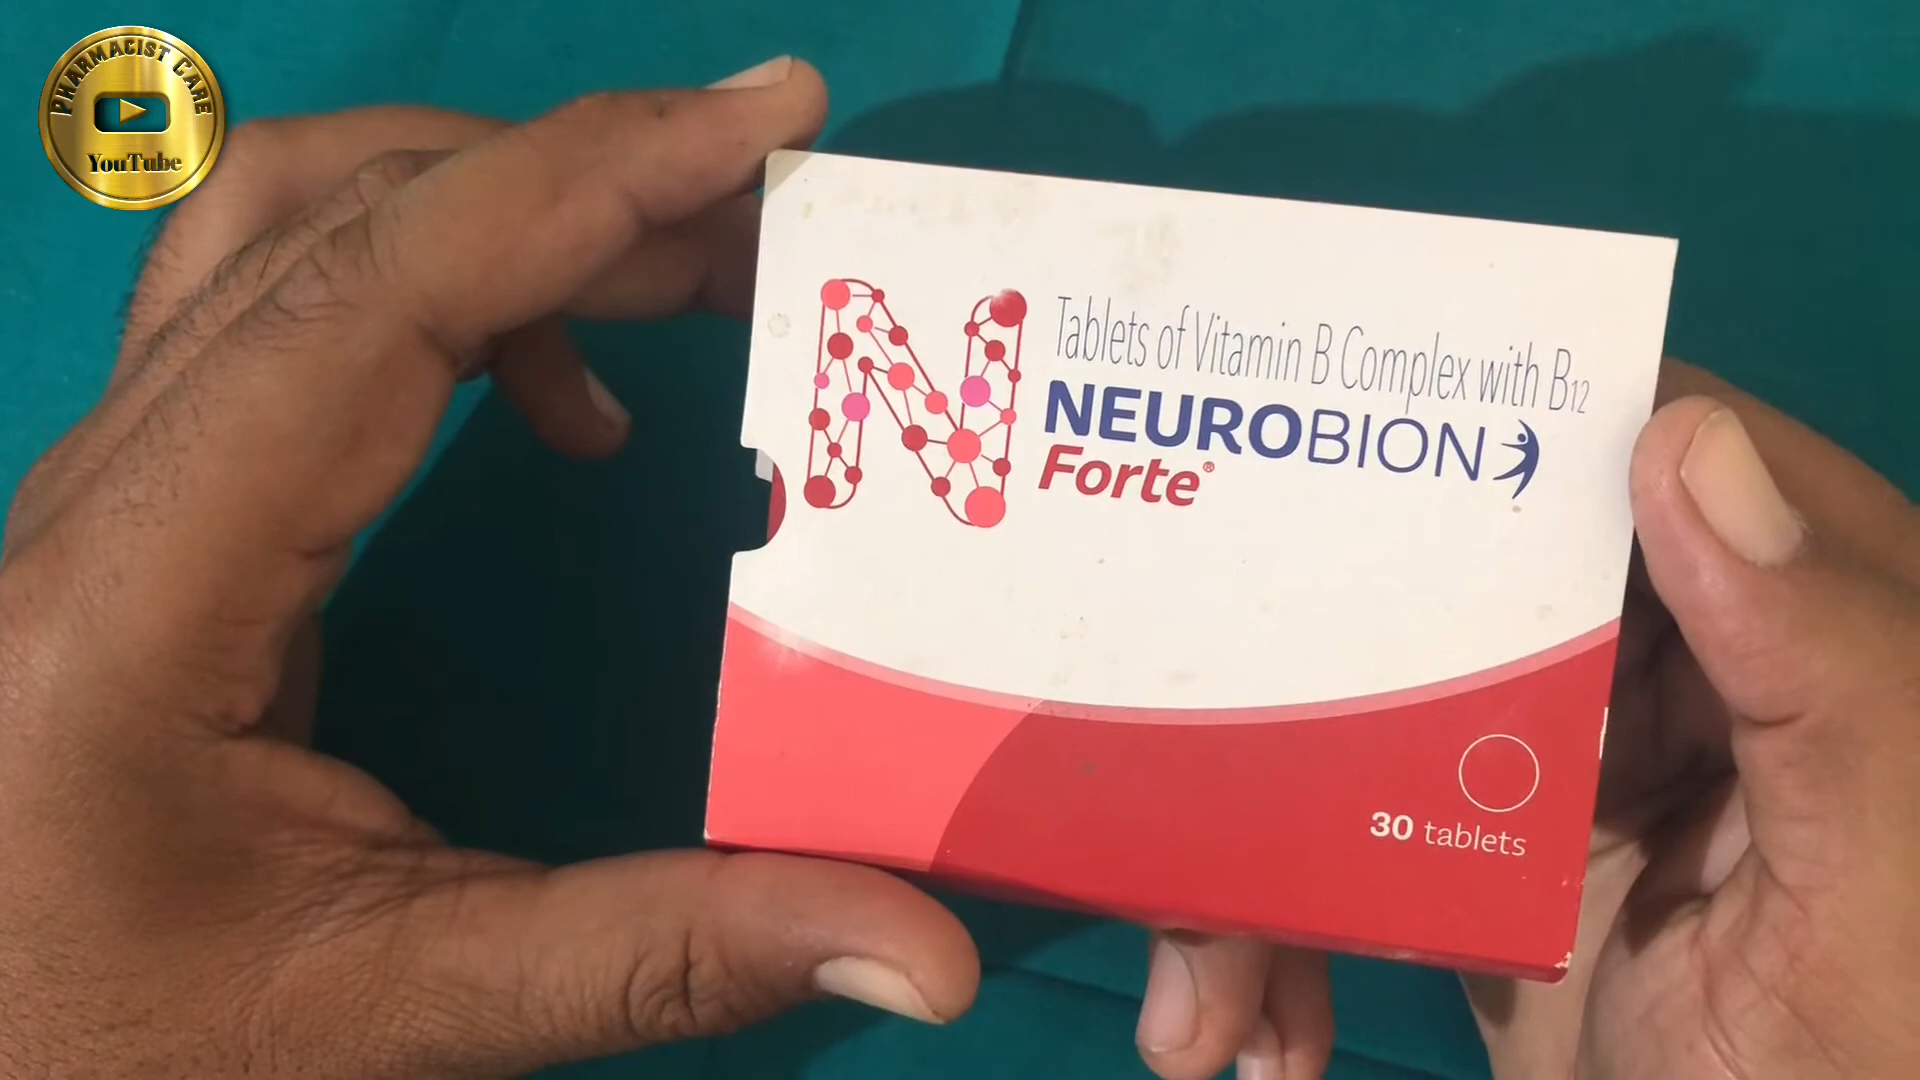 PHARMACIST CARE
YouTube
Tablets of Vitamin B Complex with B12
NEUROBION
Forte®
30 tablets